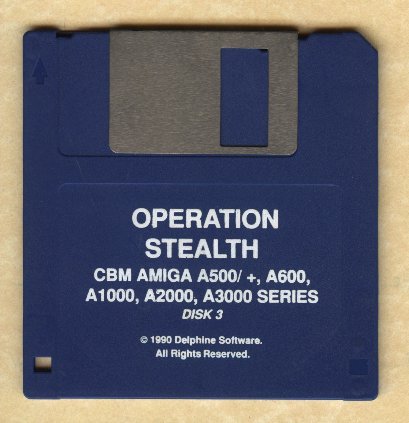 OPERATION
STEALTH
CBM AMIGA A500/ +, A600,
A1000, A2000, A3000 SERIES
DISK 3
© 1990 Delphine Software.
All Rights Reserved.